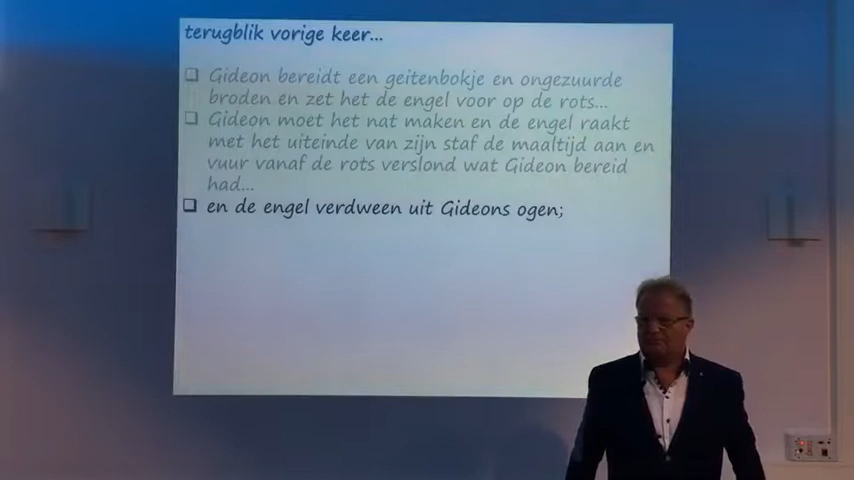 terugblik vorige keer...
❑ Gideon bereidt een geitenbokje en ongezuurde
broden en zet het de engel voor op de rots...
❑ Gideon moet het nat maken en de engel raakt
met het uiteinde van zijn staf de maaltijd aan en
vuur vanaf de rots verslond wat Gideon bereid
had...
❑ en de engel verdween uit Gideons ogen;